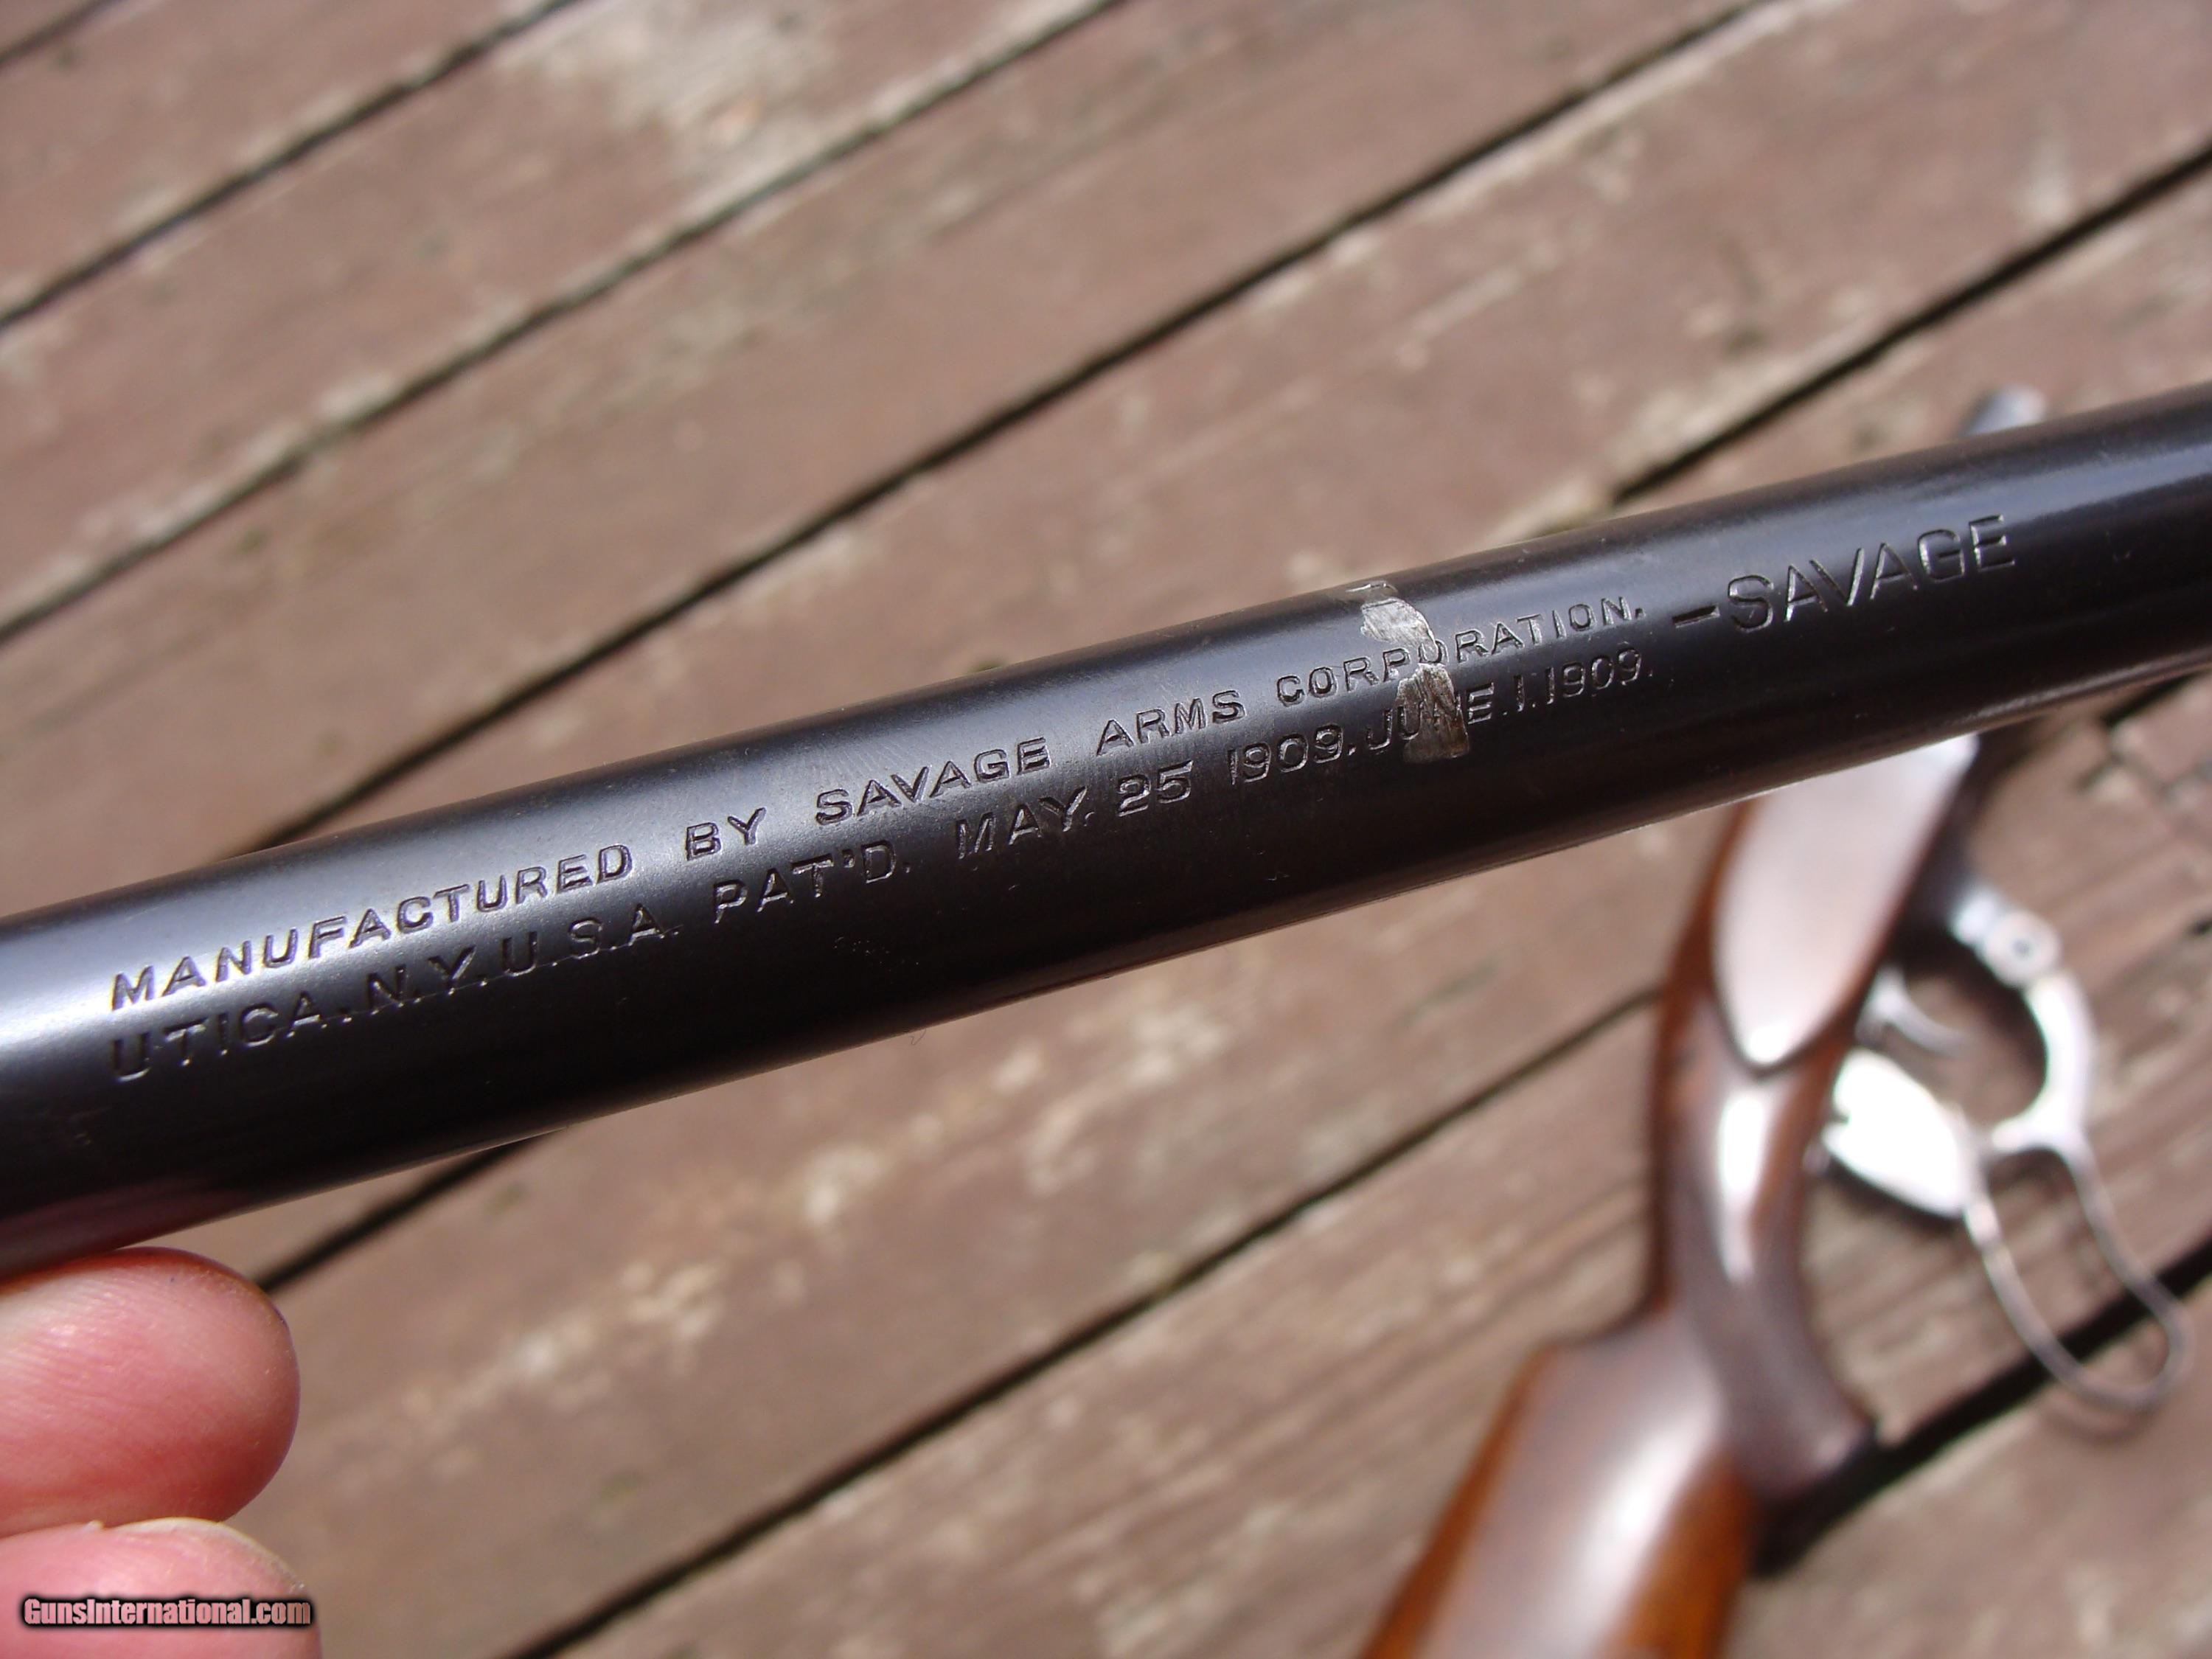 MANUFACTURED BY SAVAGE ARMS CORPORATION.
UTICA. N.Y. U.S.A. PAT'D. MAY. 25 1909. JUNE. 1. 1909.
—SAVAGE
GunsInternational.com